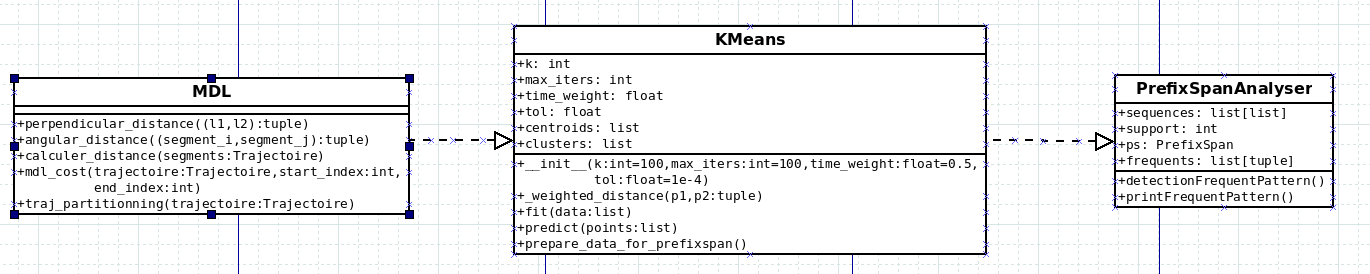 MDL
+perpendicular_distance((l1,l2):tuple)
+angular_distance((segment_i,segment_j):tuple)
+calculer_distance(segments:Trajectoire)
+mdl_cost(trajectoire:Trajectoire,start_index:int,
end_index:int)
+traj_partitionning(trajectoire:Trajectoire)
KMeans
+k: int
+max_iters: int
+time_weight: float
+tol: float
+centroids: list
+clusters: list
+__init__(k:int=100,max_iters:int=100,time_weight:float=0.5,
tol:float=1e-4)
+_weighted_distance(p1,p2:tuple)
+fit(data:list)
+predict(points:list)
+prepare_data_for_prefixspan()
PrefixSpanAnalyser
+sequences: list[list]
+support: int
+ps: PrefixSpan
+frequents: list[tuple]
+detectionFrequentPattern()
+printFrequentPattern()